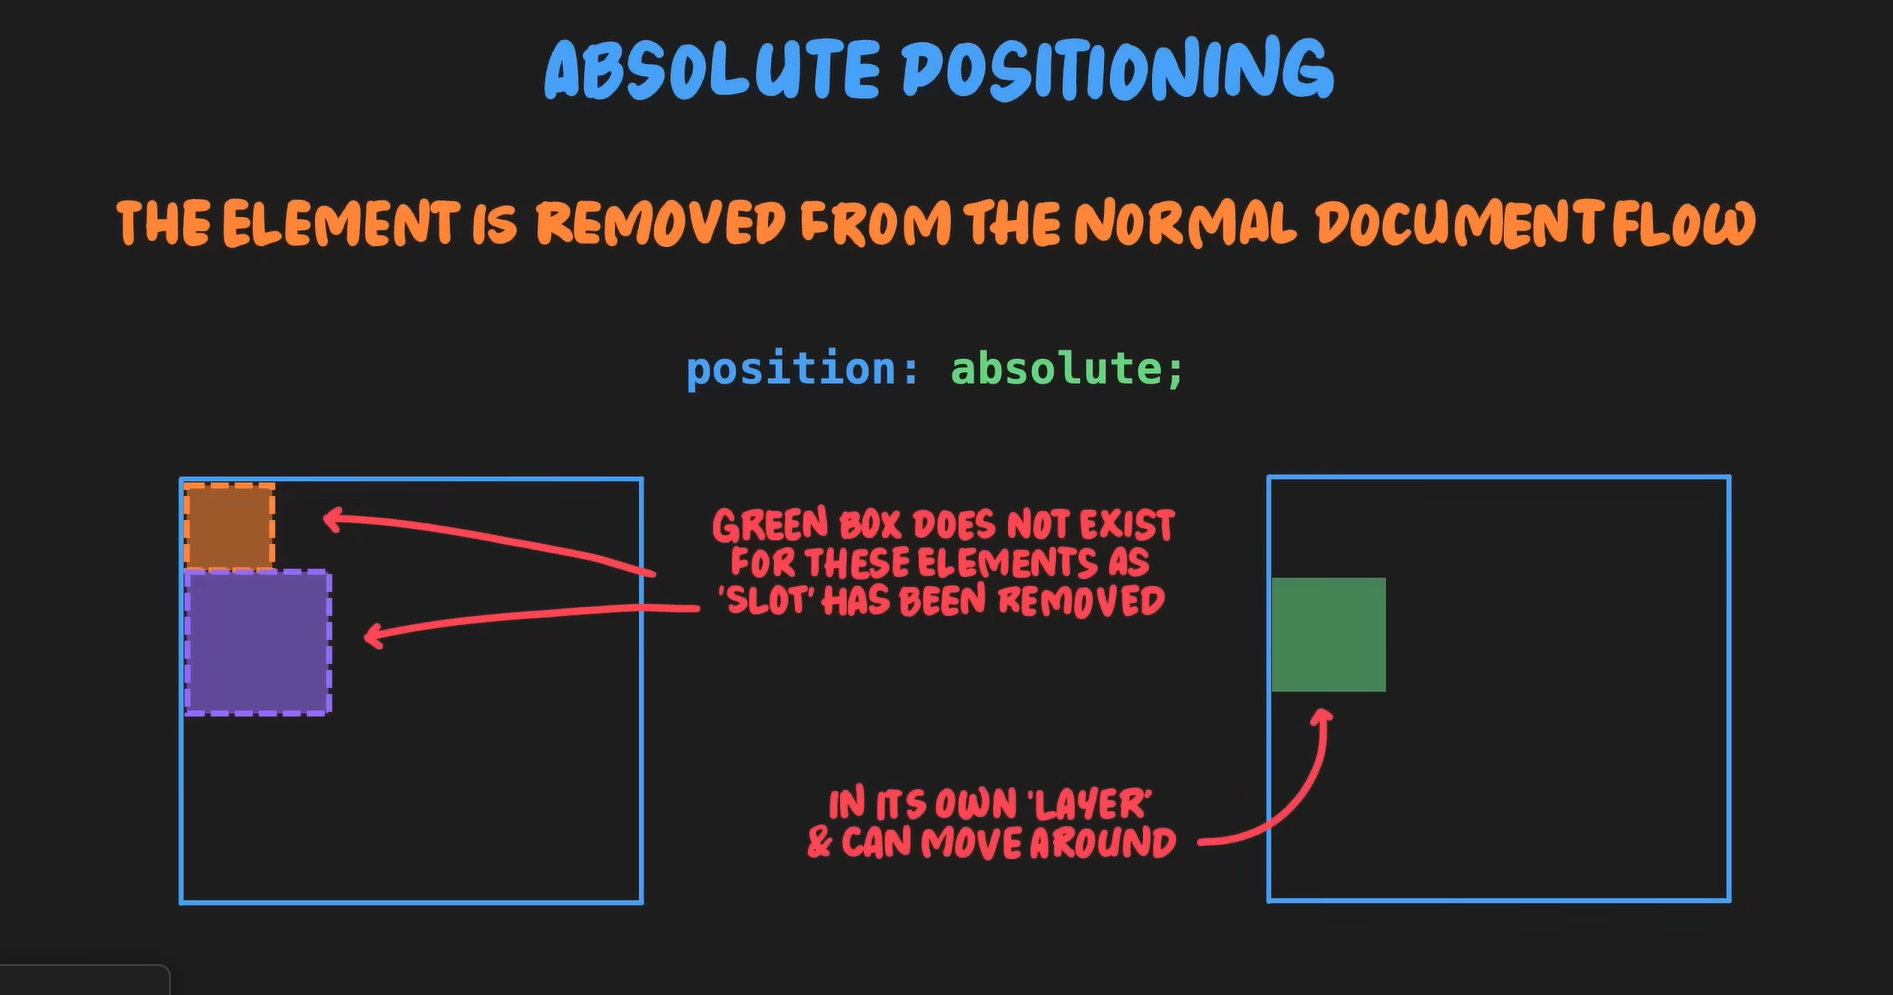 ABSOLUTE POSITIONING
THE ELEMENT IS REMOVED FROM THE NORMAL DOCUMENT FLOW
position: absolute;
GREEN BOX DOES NOT EXIST
FOR THESE ELEMENTS AS
'SLOT' HAS BEEN REMOVED
IN ITS OWN 'LAYER'
& CAN MOVE AROUND